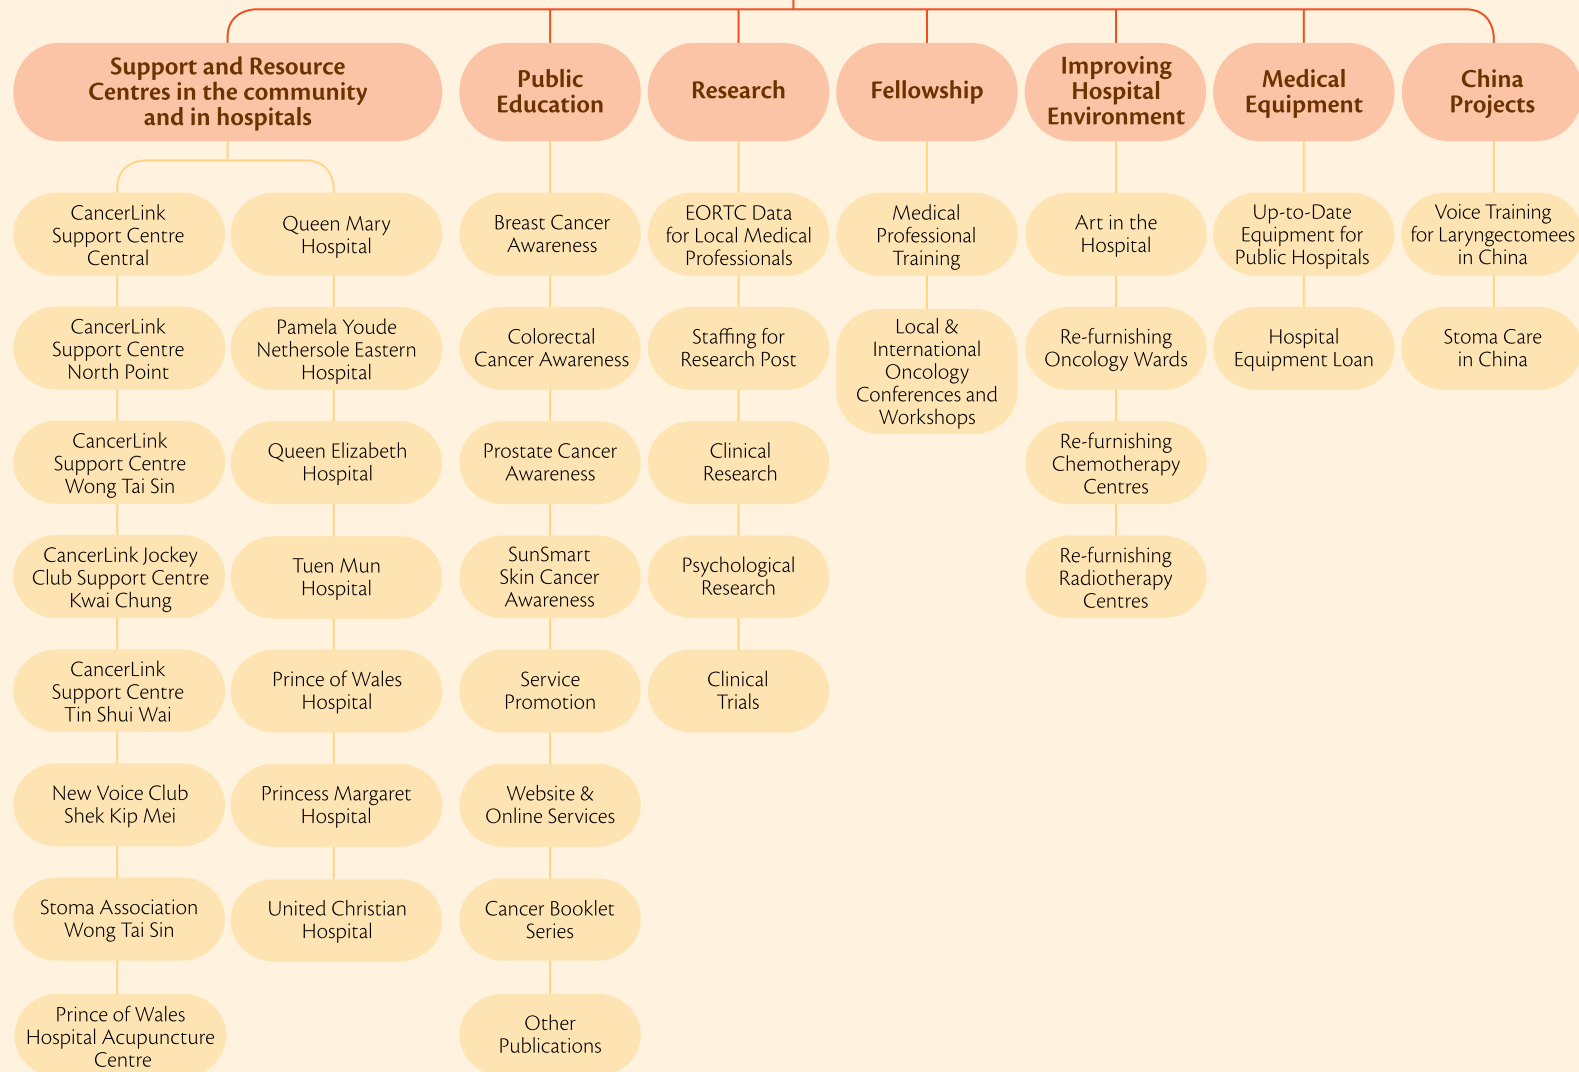 Support and Resource
Centres in the community
and in hospitals
CancerLink
Support Centre
Central
CancerLink
Support Centre
North Point
CancerLink
Support Centre
Wong Tai Sin
CancerLink Jockey
Club Support Centre
Kwai Chung
CancerLink
Support Centre
Tin Shui Wai
New Voice Club
Shek Kip Mei
Stoma Association
Wong Tai Sin
Prince of Wales
Hospital Acupuncture
Centre
Queen Mary
Hospital
Pamela Youde
Nethersole Eastern
Hospital
Queen Elizabeth
Hospital
Tuen Mun
Hospital
Prince of Wales
Hospital
Princess Margaret
Hospital
United Christian
Hospital
Public
Education
Breast Cancer
Awareness
Colorectal
Cancer Awareness
Prostate Cancer
Awareness
SunSmart
Skin Cancer
Awareness
Service
Promotion
Website &
Online Services
Cancer Booklet
Series
Other
Publications
Research
EORTC Data
for Local Medical
Professionals
Staffing for
Research Post
Clinical
Research
Psychological
Research
Clinical
Trials
Fellowship
Medical
Professional
Training
Local &
International
Oncology
Conferences and
Workshops
Improving
Hospital
Environment
Art in the
Hospital
Re-furnishing
Oncology Wards
Re-furnishing
Chemotherapy
Centres
Re-furnishing
Radiotherapy
Centres
Medical
Equipment
Up-to-Date
Equipment for
Public Hospitals
Hospital
Equipment Loan
China
Projects
Voice Training
for Laryngectomees
in China
Stoma Care
in China